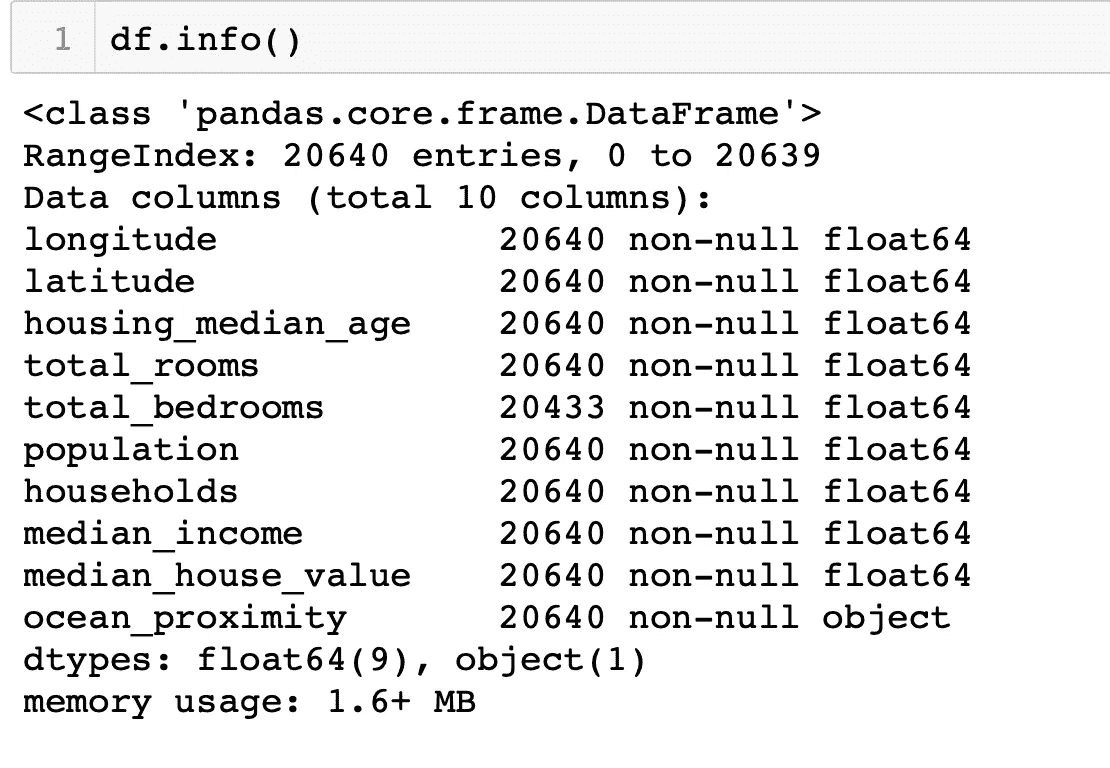 1 df.info()
<class 'pandas.core.frame.DataFrame'>
RangeIndex: 20640 entries, 0 to 20639
Data columns (total 10 columns):
longitude             20640 non-null float64
latitude              20640 non-null float64
housing_median_age    20640 non-null float64
total_rooms           20640 non-null float64
total_bedrooms        20433 non-null float64
population            20640 non-null float64
households            20640 non-null float64
median_income         20640 non-null float64
median_house_value    20640 non-null float64
ocean_proximity       20640 non-null object
dtypes: float64(9), object(1)
memory usage: 1.6+ MB